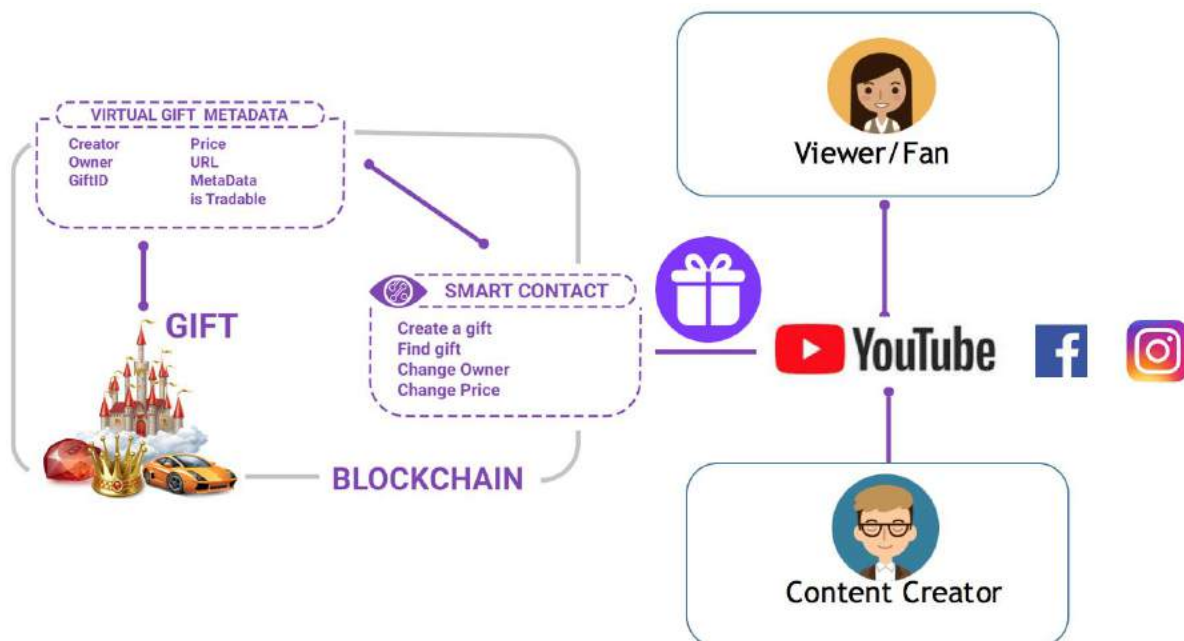 VIRTUAL GIFT METADATA
Creator
Owner
GiftID
Price
URL
MetaData
is Tradable
GIFT
BLOCKCHAIN
SMART CONTACT
Create a gift
Find gift
Change Owner
Change Price
Viewer/Fan
YouTube
f
Content Creator